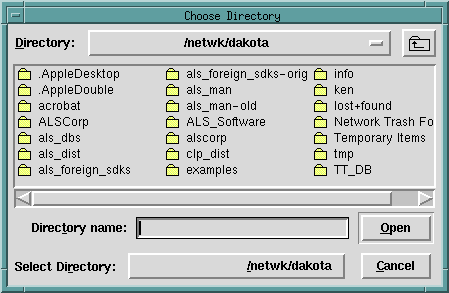 Choose Directory
Directory: /netwk/dakota
.AppleDesktop als_foreign_sdks-orig info
.AppleDouble als_man ken
acrobat als_man-old lost+found
ALSCorp ALS_Software Network Trash Fo
als_dbs alscorp Temporary Items
als_dist clp_dist tmp
als_foreign_sdks examples TT_DB
Directory name: Open
Select Directory: /netwk/dakota Cancel